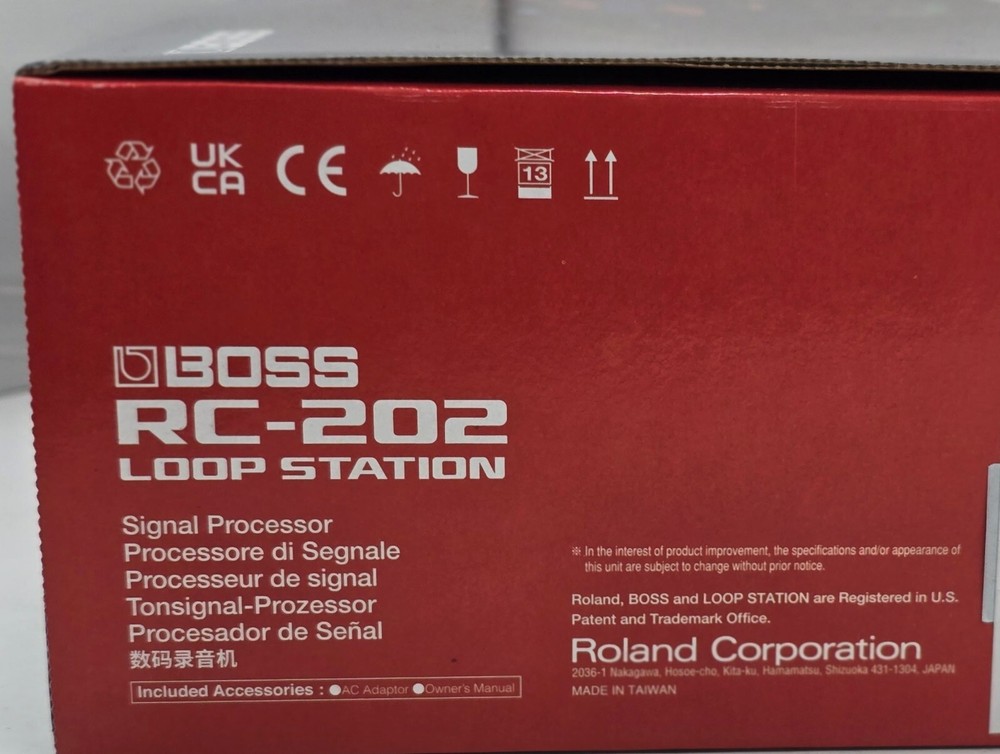 UK
CA
CE
13
BOSS
RC-202
LOOP STATION
Signal Processor
Processore di Segnale
Processeur de signal
Tonsignal-Prozessor
Procesador de Señal
数码录音机
Included Accessories : ●AC Adaptor ●Owner's Manual
※ In the interest of product improvement, the specifications and/or appearance of
this unit are subject to change without prior notice.
Roland, BOSS and LOOP STATION are Registered in U.S.
Patent and Trademark Office.
Roland Corporation
2036-1 Nakagawa, Hosoe-cho, Kita-ku, Hamamatsu, Shizuoka 431-1304, JAPAN
MADE IN TAIWAN